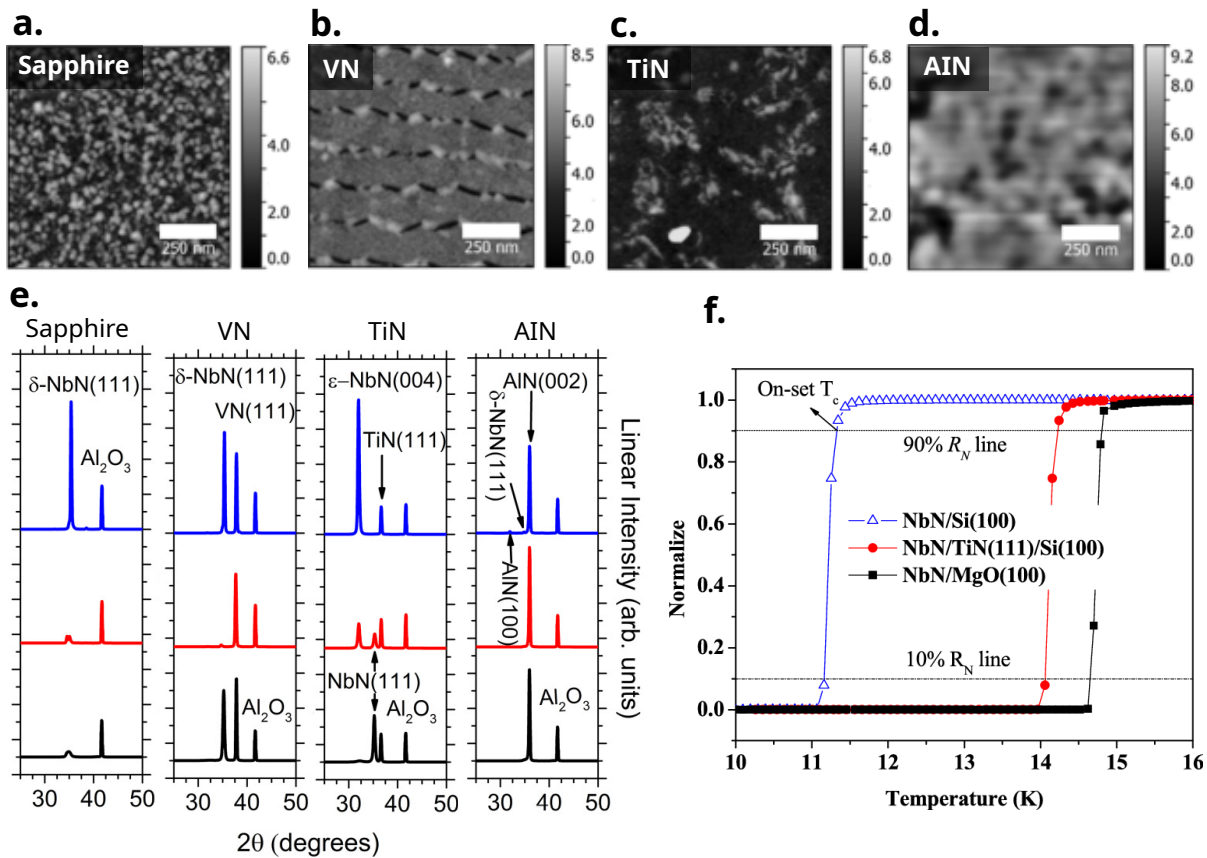 a.
Sapphire
6.6
4.0
2.0
0.0
250 nm
b.
VN
8.5
6.0
4.0
2.0
0.0
250 nm
c.
TiN
6.8
6.0
4.0
2.0
0.0
250 nm
d.
AlN
9.2
8.0
6.0
4.0
2.0
0.0
250 nm
e.
Sapphire
VN
TiN
AlN
δ-NbN(111)
Al₂O₃
δ-NbN(111)
VN(111)
Al₂O₃
ε–NbN(004)
TiN(111)
NbN(111)
Al₂O₃
AlN(002)
δ-NbN(111)
AlN(100)
Al₂O₃
30 40 50
30 40 50
30 40 50
30 40 50
2θ (degrees)
Linear Intensity (arb. units)
f.
On-set T_c
90% R_N line
NbN/Si(100)
NbN/TiN(111)/Si(100)
NbN/MgO(100)
10% R_N line
Normalize
1.0
0.8
0.6
0.4
0.2
0.0
10 11 12 13 14 15 16
Temperature (K)